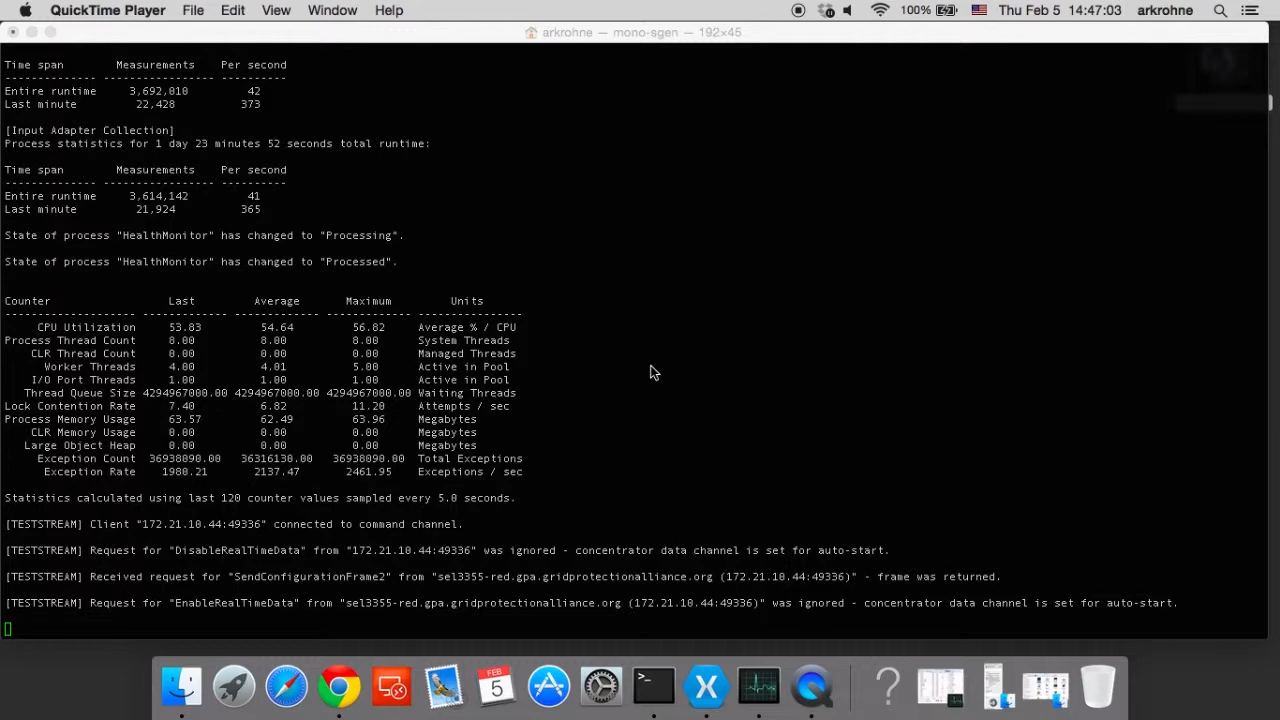 QuickTime Player File Edit View Window Help 100% Thu Feb 5 14:47:03 arkrohne
arkrohne — mono-sgen — 192×45
Time span Measurements Per second
--------------- ----------------- ----------
Entire runtime 3,692,010 42
Last minute 22,428 373
[Input Adapter Collection]
Process statistics for 1 day 23 minutes 52 seconds total runtime:
Time span Measurements Per second
--------------- ----------------- ----------
Entire runtime 3,614,142 41
Last minute 21,924 365
State of process "HealthMonitor" has changed to "Processing".
State of process "HealthMonitor" has changed to "Processed".
Counter Last Average Maximum Units
-------------------- ------------- ------------- ------------- ----------------
CPU Utilization 53.83 54.64 56.82 Average % / CPU
Process Thread Count 8.00 8.00 8.00 System Threads
CLR Thread Count 0.00 0.00 0.00 Managed Threads
Worker Threads 4.00 4.01 5.00 Active in Pool
I/O Port Threads 1.00 1.00 1.00 Active in Pool
Thread Queue Size 4294967000.00 4294967000.00 4294967000.00 Waiting Threads
Lock Contention Rate 7.40 6.82 11.20 Attempts / sec
Process Memory Usage 63.57 62.49 63.96 Megabytes
CLR Memory Usage 0.00 0.00 0.00 Megabytes
Large Object Heap 0.00 0.00 0.00 Megabytes
Exception Count 36938090.00 36316130.00 36938090.00 Total Exceptions
Exception Rate 1980.21 2137.47 2461.95 Exceptions / sec
Statistics calculated using last 120 counter values sampled every 5.0 seconds.
[TESTSTREAM] Client "172.21.10.44:49336" connected to command channel.
[TESTSTREAM] Request for "DisableRealTimeData" from "172.21.10.44:49336" was ignored - concentrator data channel is set for auto-start.
[TESTSTREAM] Received request for "SendConfigurationFrame2" from "sel3355-red.gpa.gridprotectionalliance.org (172.21.10.44:49336)" - frame was returned.
[TESTSTREAM] Request for "EnableRealTimeData" from "sel3355-red.gpa.gridprotectionalliance.org (172.21.10.44:49336)" was ignored - concentrator data channel is set for auto-start.
FEB
5